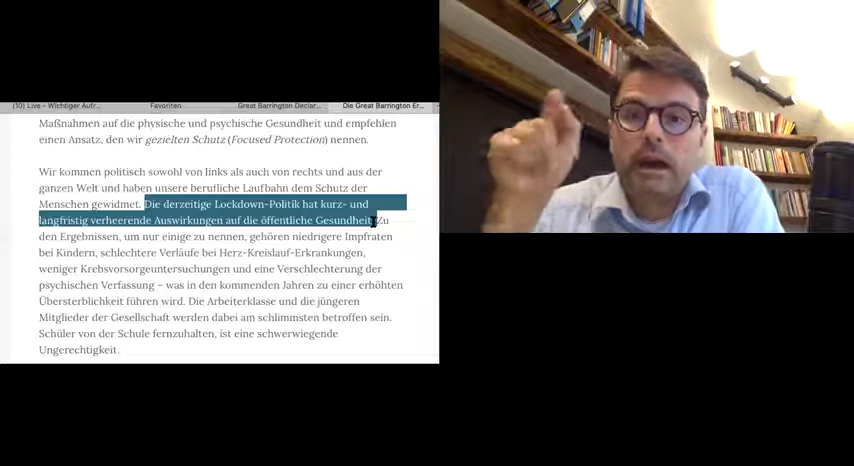 (10) Live - Wichtiger Aufr...
Favoriten
Great Barrington Declar...
Die Great Barrington Er...
Maßnahmen auf die physische und psychische Gesundheit und empfehlen
einen Ansatz, den wir gezielten Schutz (Focused Protection) nennen.
Wir kommen politisch sowohl von links als auch von rechts und aus der
ganzen Welt und haben unsere berufliche Laufbahn dem Schutz der
Menschen gewidmet. Die derzeitige Lockdown-Politik hat kurz- und
langfristig verheerende Auswirkungen auf die öffentliche Gesundheit. Zu
den Ergebnissen, um nur einige zu nennen, gehören niedrigere Impfraten
bei Kindern, schlechtere Verläufe bei Herz-Kreislauf-Erkrankungen,
weniger Krebsvorsorgeuntersuchungen und eine Verschlechterung der
psychischen Verfassung – was in den kommenden Jahren zu einer erhöhten
Übersterblichkeit führen wird. Die Arbeiterklasse und die jüngeren
Mitglieder der Gesellschaft werden dabei am schlimmsten betroffen sein.
Schüler von der Schule fernzuhalten, ist eine schwerwiegende
Ungerechtigkeit.